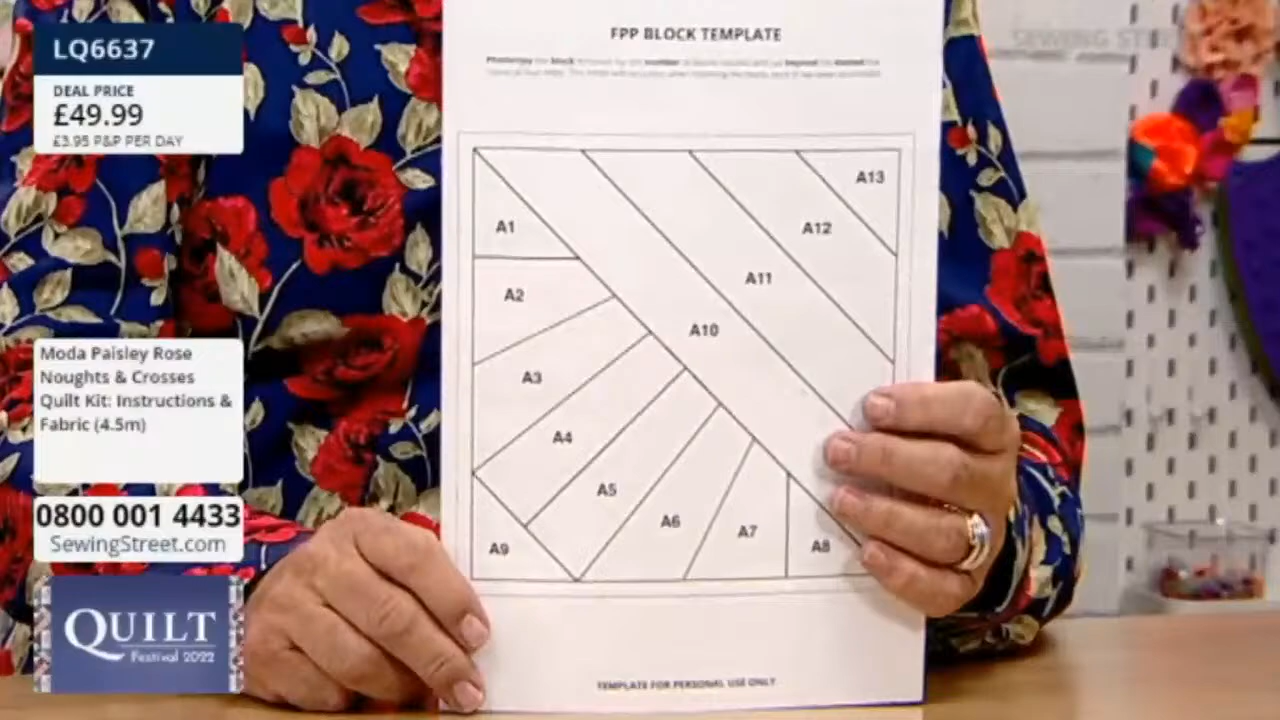 LQ6637
DEAL PRICE
£49.99
£3.95 P&P PER DAY
Moda Paisley Rose
Noughts & Crosses
Quilt Kit: Instructions &
Fabric (4.5m)
0800 001 4433
SewingStreet.com
QUILT
Festival 2022
SEWING STREET
FPP BLOCK TEMPLATE
A1
A2
A3
A4
A5
A6
A7
A8
A9
A10
A11
A12
A13
TEMPLATE FOR PERSONAL USE ONLY